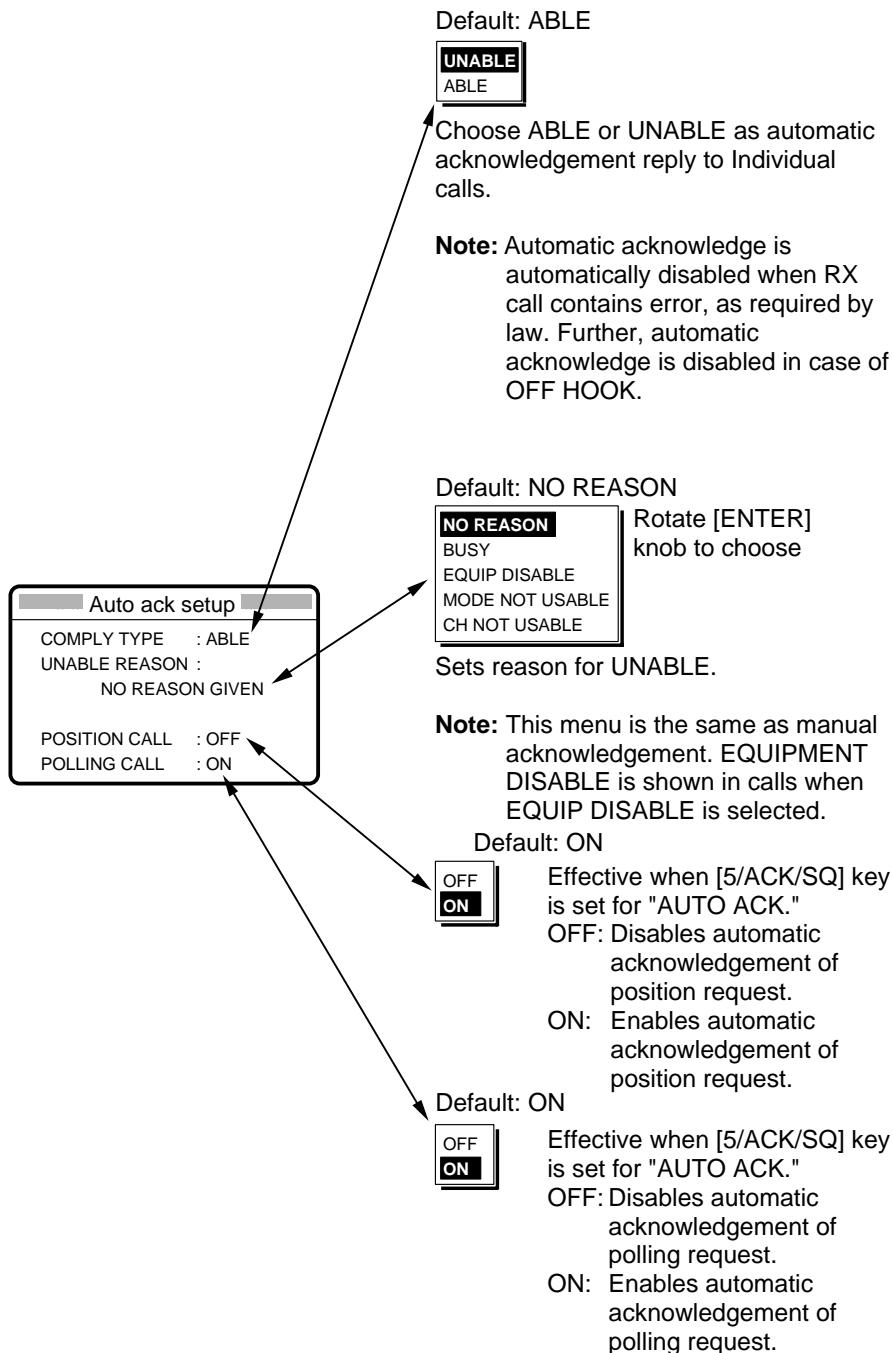 Default: ABLE
UNABLE
ABLE
Choose ABLE or UNABLE as automatic
acknowledgement reply to Individual
calls.
Note: Automatic acknowledge is
automatically disabled when RX
call contains error, as required by
law. Further, automatic
acknowledge is disabled in case of
OFF HOOK.
Auto ack setup
COMPLY TYPE : ABLE
UNABLE REASON :
NO REASON GIVEN
POSITION CALL : OFF
POLLING CALL : ON
Default: NO REASON
NO REASON
BUSY
EQUIP DISABLE
MODE NOT USABLE
CH NOT USABLE
Rotate [ENTER]
knob to choose
Sets reason for UNABLE.
Note: This menu is the same as manual
acknowledgement. EQUIPMENT
DISABLE is shown in calls when
EQUIP DISABLE is selected.
Default: ON
OFF
ON
Effective when [5/ACK/SQ] key
is set for "AUTO ACK."
OFF: Disables automatic
acknowledgement of
position request.
ON: Enables automatic
acknowledgement of
position request.
Default: ON
OFF
ON
Effective when [5/ACK/SQ] key
is set for "AUTO ACK."
OFF: Disables automatic
acknowledgement of
polling request.
ON: Enables automatic
acknowledgement of
polling request.